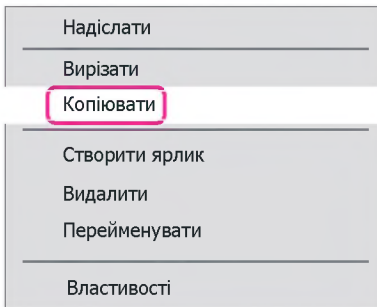 Надіслати
Вирізати
Копіювати
Створити ярлик
Видалити
Перейменувати
Властивості